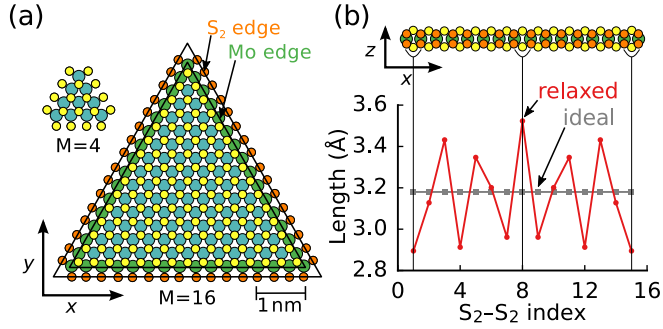 (a)
S₂ edge
Mo edge
M=4
y
x
M=16
1 nm
(b)
z
x
relaxed
ideal
Length (Å)
3.6
3.4
3.2
3.0
2.8
0 4 8 12 16
S₂–S₂ index